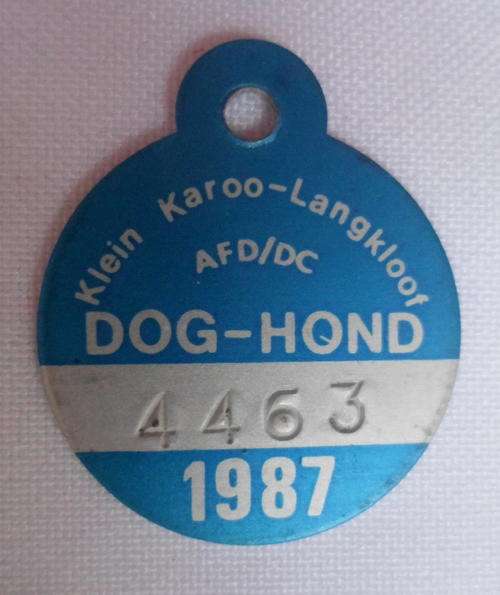 Klein Karoo-Langkloof
AFD/DC
DOG-HOND
4463
1987